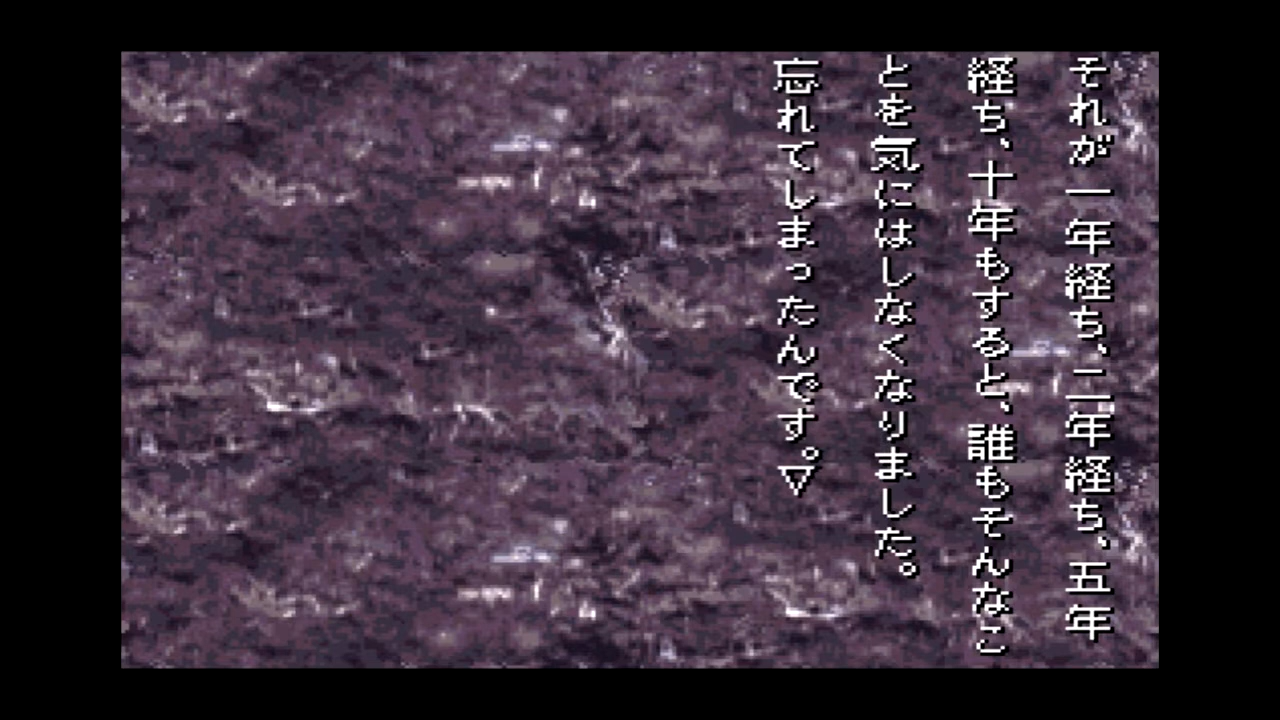 それが一年経ち、二年経ち、五年
経ち、十年もすると、誰もそんなこ
とを気にはしなくなりました。
忘れてしまったんです。▽